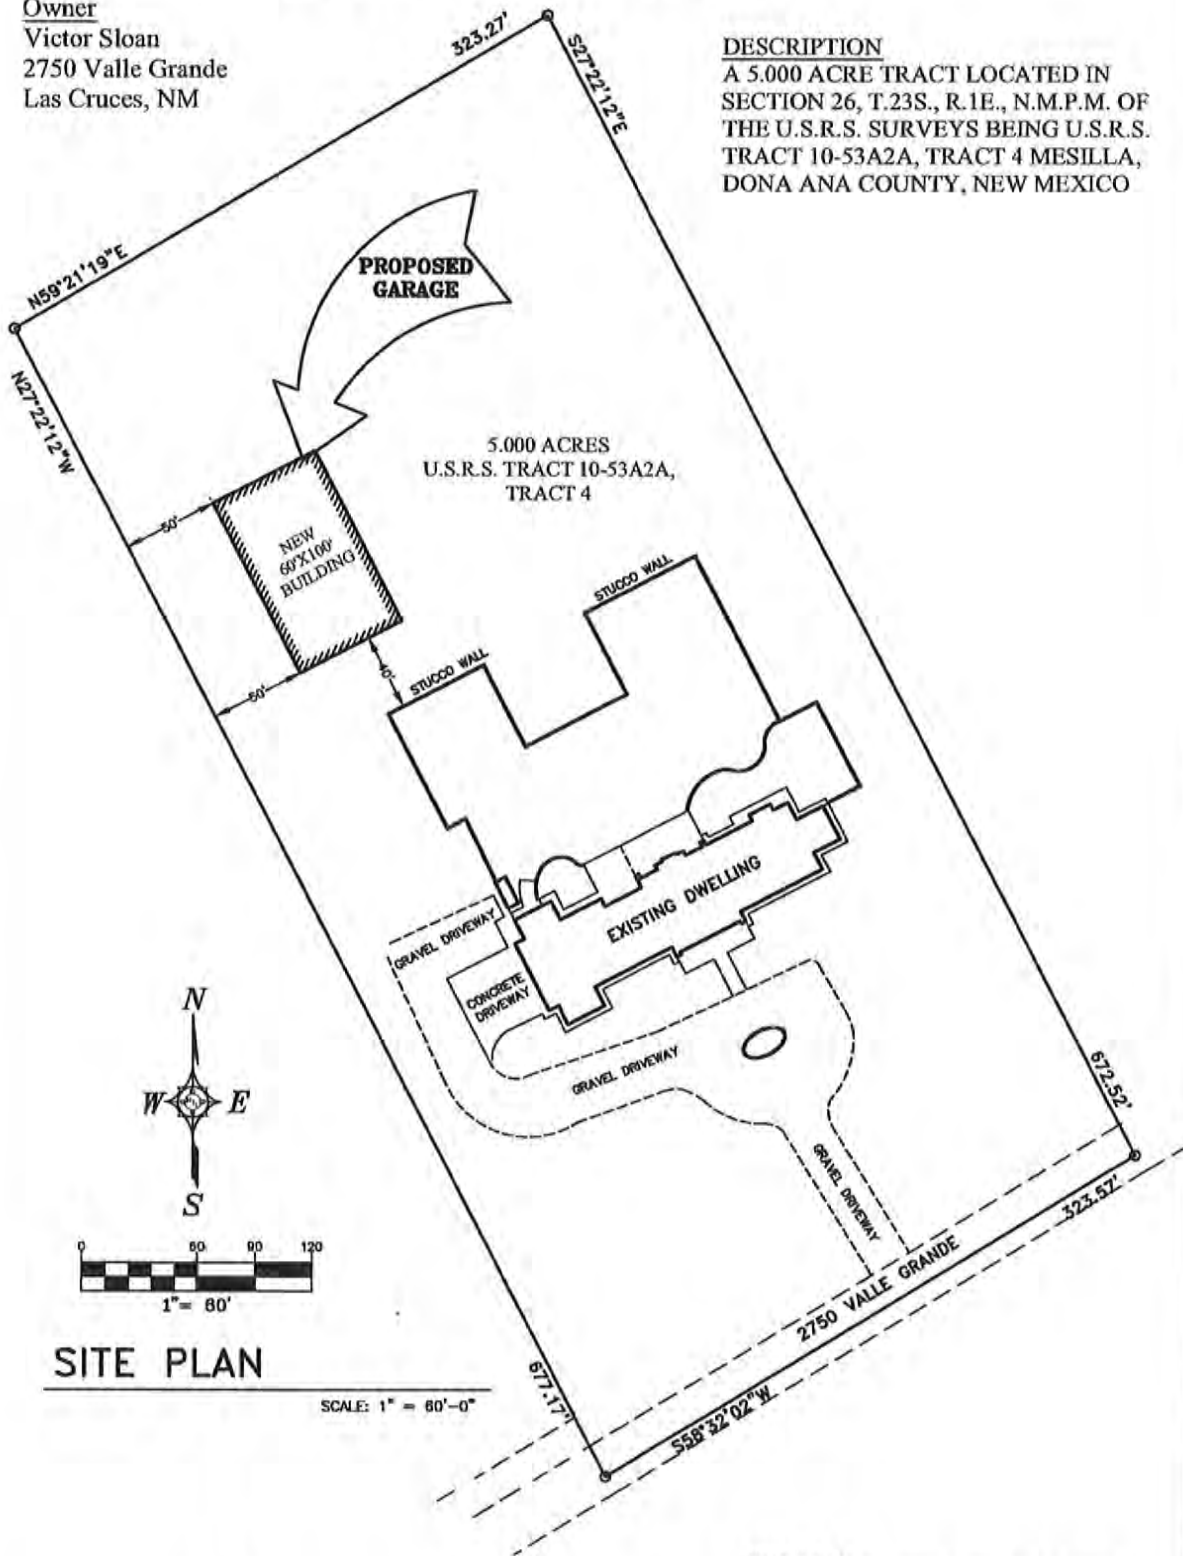 Owner
Victor Sloan
2750 Valle Grande
Las Cruces, NM
323.27'
S27°22'12"E
DESCRIPTION
A 5.000 ACRE TRACT LOCATED IN
SECTION 26, T.23S., R.1E., N.M.P.M. OF
THE U.S.R.S. SURVEYS BEING U.S.R.S.
TRACT 10-53A2A, TRACT 4 MESILLA,
DONA ANA COUNTY, NEW MEXICO
N59°21'19"E
PROPOSED
GARAGE
N27°22'12"W
5.000 ACRES
U.S.R.S. TRACT 10-53A2A,
TRACT 4
50'
NEW
60'X100'
BUILDING
STUCCO WALL
50'
40'
STUCCO WALL
EXISTING DWELLING
GRAVEL DRIVEWAY
CONCRETE
DRIVEWAY
GRAVEL DRIVEWAY
N
W E
S
672.52'
GRAVEL DRIVEWAY
323.57'
2750 VALLE GRANDE
0 60 90 120
1"= 60'
SITE PLAN
SCALE: 1" = 60'-0"
677.17'
S58°32'02"W